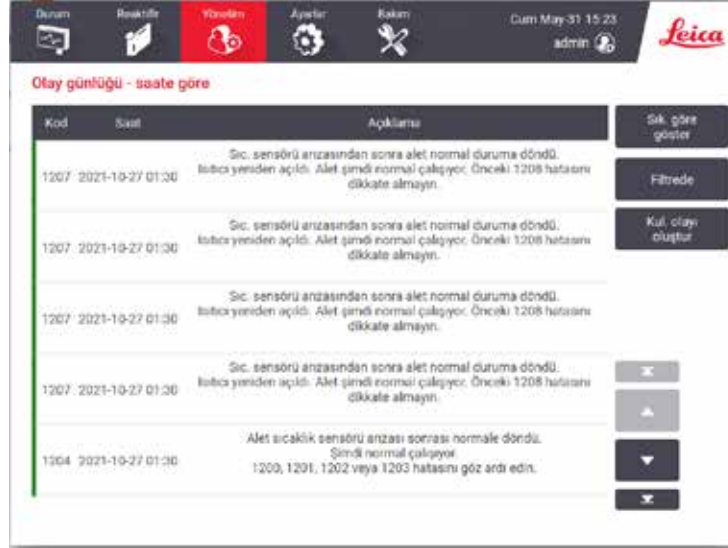 Durum Reaktifir Yönetim Ayarlar Bakım Cum May 31 15:23
admin
Leica
Olay günlüğü - saate göre
Kod Saat Açıklama
Sık. göre
göster
Filtrede
Kul. olayı
oluştur
1207 2021-10-27 01:30
Sıc. sensörü arızasından sonra alet normal duruma döndü.
Isıtıcı yeniden açıldı. Alet şimdi normal çalışıyor. Önceki 1208 hatasını
dikkate almayın.
1207 2021-10-27 01:30
Sıc. sensörü arızasından sonra alet normal duruma döndü.
Isıtıcı yeniden açıldı. Alet şimdi normal çalışıyor. Önceki 1208 hatasını
dikkate almayın.
1207 2021-10-27 01:30
Sıc. sensörü arızasından sonra alet normal duruma döndü.
Isıtıcı yeniden açıldı. Alet şimdi normal çalışıyor. Önceki 1208 hatasını
dikkate almayın.
1207 2021-10-27 01:30
Sıc. sensörü arızasından sonra alet normal duruma döndü.
Isıtıcı yeniden açıldı. Alet şimdi normal çalışıyor. Önceki 1208 hatasını
dikkate almayın.
1204 2021-10-27 01:30
Alet sıcaklık sensörü arızası sonrası normale döndü.
Şimdi normal çalışıyor.
1200, 1201, 1202 veya 1203 hatasını göz ardı edin.